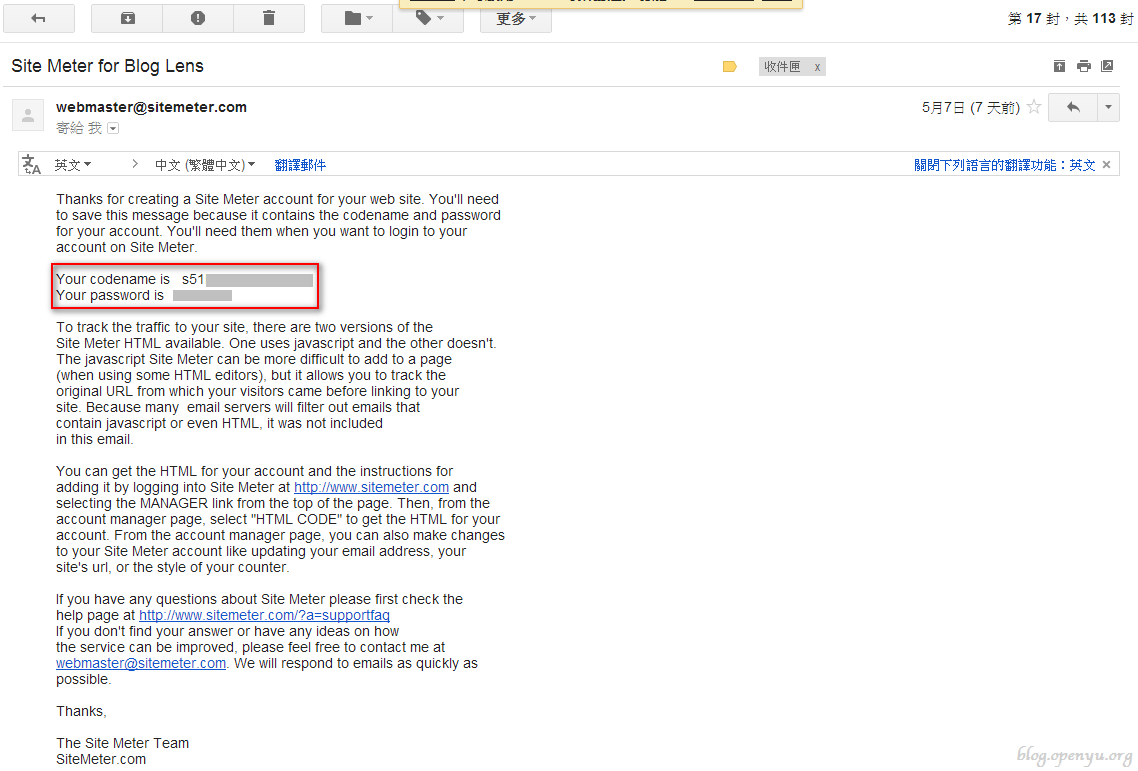 更多
第 17 封，共 113 封
Site Meter for Blog Lens
收件匣 x
webmaster@sitemeter.com
5月7日 (7 天前)
寄給 我
英文 > 中文 (繁體中文) 翻譯郵件
關閉下列語言的翻譯功能：英文 ×
Thanks for creating a Site Meter account for your web site. You'll need
to save this message because it contains the codename and password
for your account. You'll need them when you want to login to your
account on Site Meter.
Your codename is s51
Your password is
To track the traffic to your site, there are two versions of the
Site Meter HTML available. One uses javascript and the other doesn't.
The javascript Site Meter can be more difficult to add to a page
(when using some HTML editors), but it allows you to track the
original URL from which your visitors came before linking to your
site. Because many  email servers will filter out emails that
contain javascript or even HTML, it was not included
in this email.
You can get the HTML for your account and the instructions for
adding it by logging into Site Meter at http://www.sitemeter.com and
selecting the MANAGER link from the top of the page. Then, from the
account manager page, select "HTML CODE" to get the HTML for your
account. From the account manager page, you can also make changes
to your Site Meter account like updating your email address, your
site's url, or the style of your counter.
If you have any questions about Site Meter please first check the
help page at http://www.sitemeter.com/?a=supportfaq
If you don't find your answer or have any ideas on how
the service can be improved, please feel free to contact me at
webmaster@sitemeter.com. We will respond to emails as quickly as
possible.
Thanks,
The Site Meter Team
SiteMeter.com
blog.openyu.org